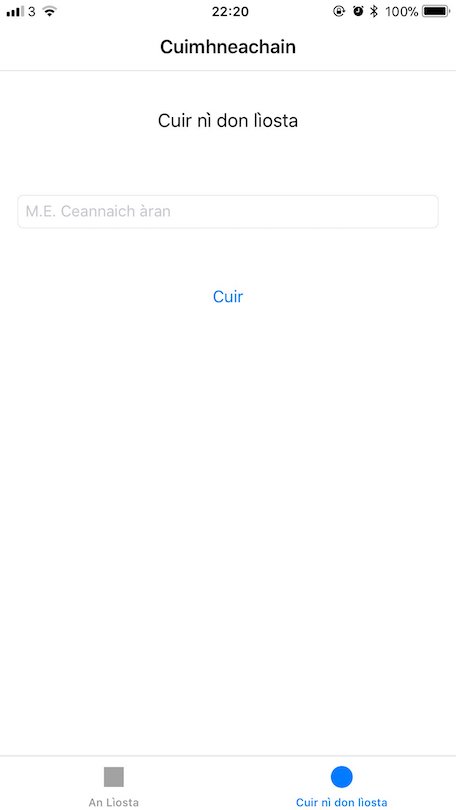 3 22:20 100%
Cuimhneachain
Cuir nì don lìosta
M.E. Ceannaich àran
Cuir
An Lìosta Cuir nì don lìosta